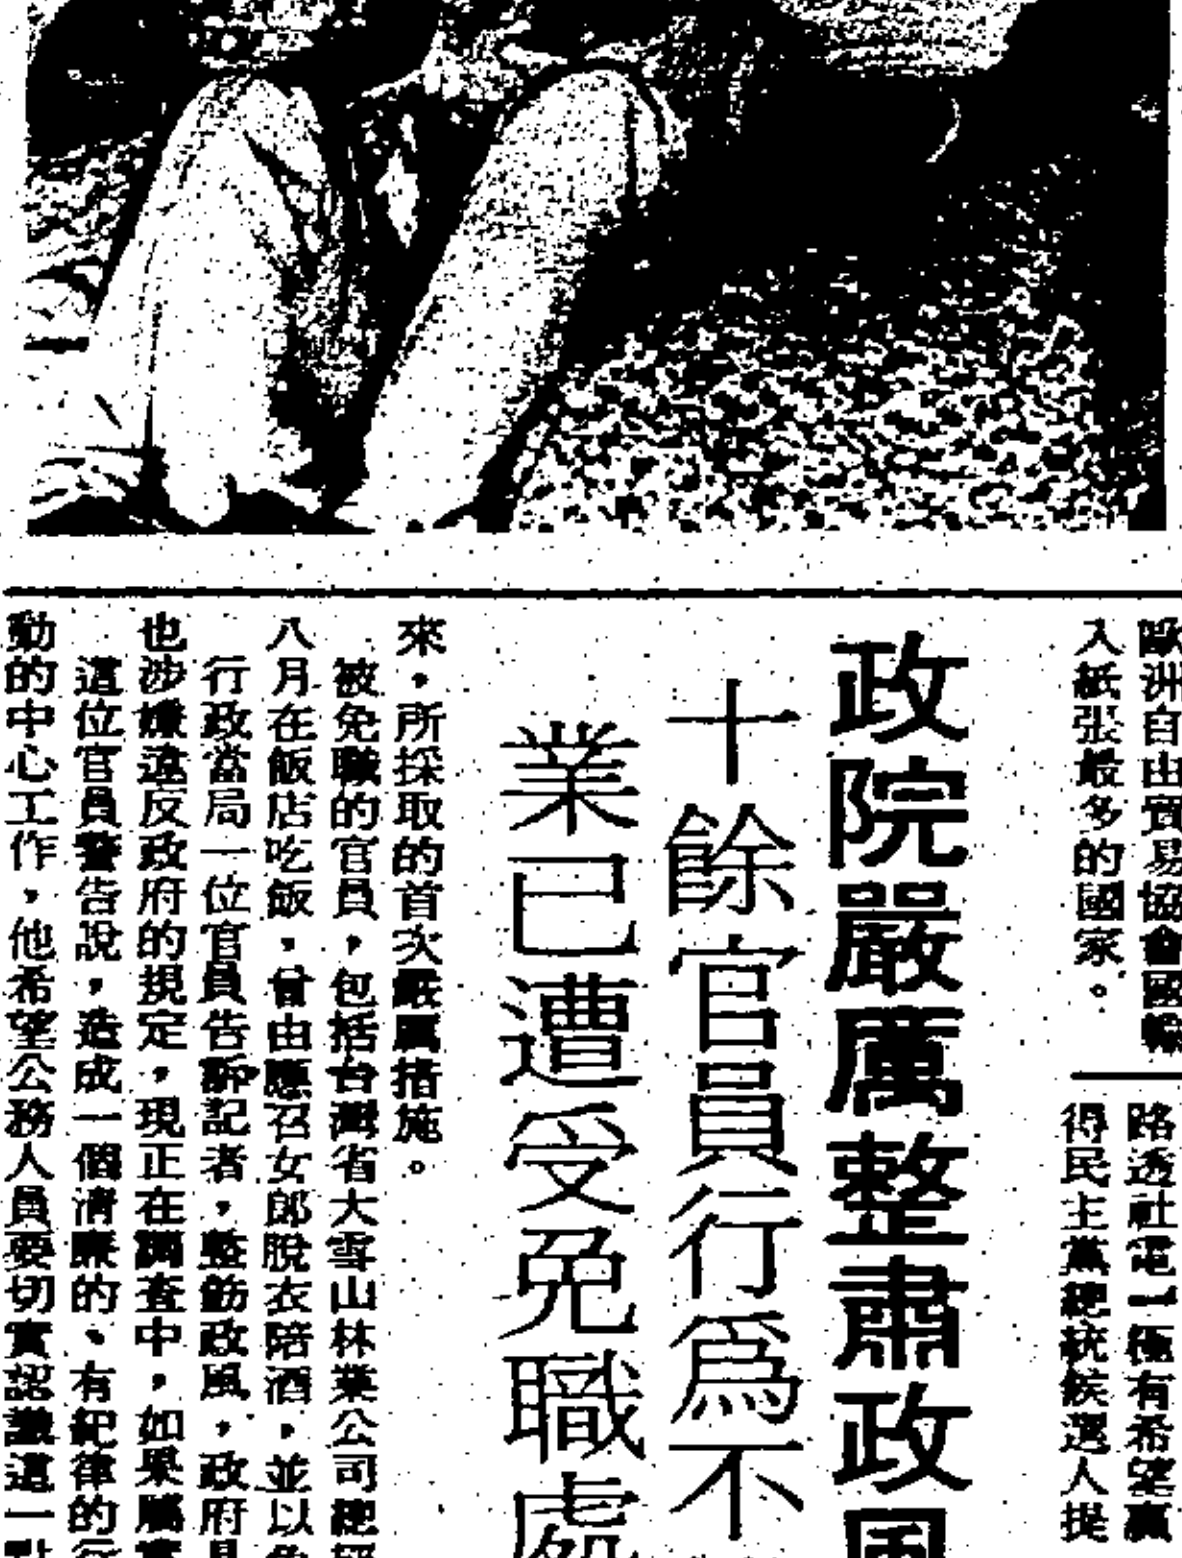 歐洲自由貿易協會國輸
入紙張最多的國家。
路透社電】極有希望贏
得民主黨總統候選人提
政院嚴厲整肅政風
十餘官員行為不
業已遭受免職處
來，所採取的首次嚴厲措施。
被免職的官員，包括台灣省大雪山林業公司總經
八月在飯店吃飯，曾由應召女郎脫衣陪酒，並以
行政當局一位官員告訴記者，整飭政風，政府
也涉嫌違反政府的規定，現正在調查中，如果屬實
這位官員警告說，造成一個清廉的、有紀律的行
動的中心工作，他希望公務人員要切實認識這一點